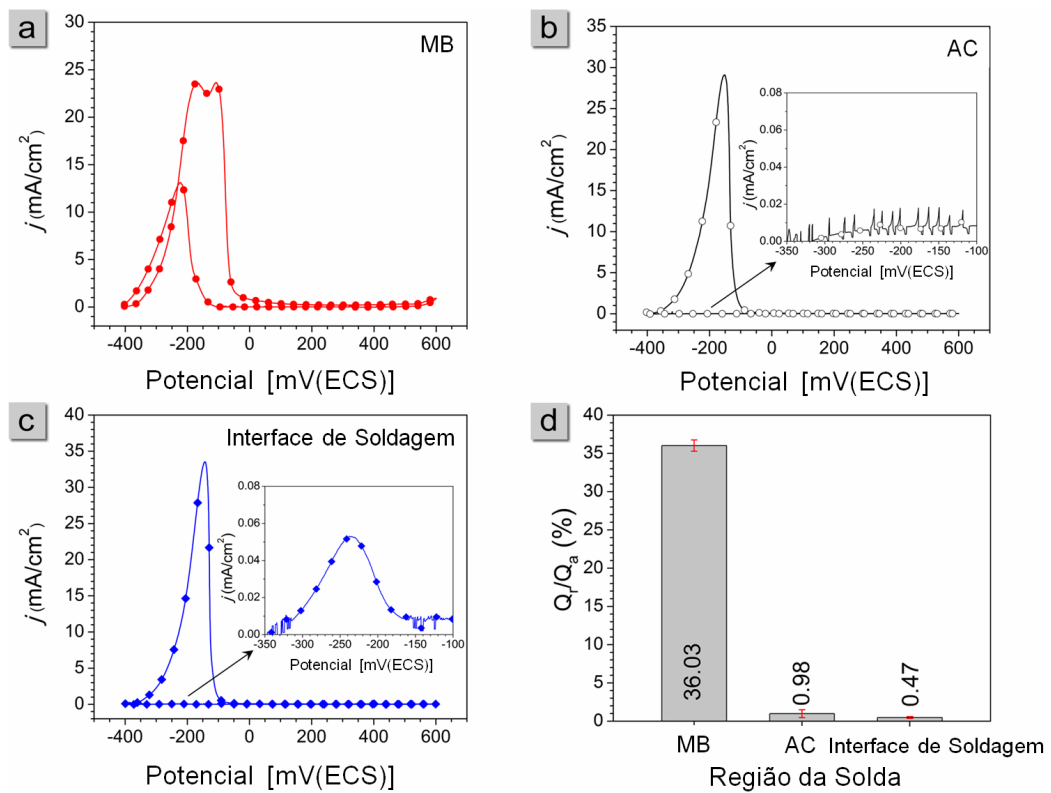 a
MB
30
25
20
15
10
5
0
j (mA/cm²)
-400 -200 0 200 400 600
Potencial [mV(ECS)]
b
AC
35
30
25
20
15
10
5
0
j (mA/cm²)
0.08
0.06
0.04
0.02
0.00
j (mA/cm²)
-350 -300 -250 -200 -150 -100
Potencial [mV(ECS)]
-400 -200 0 200 400 600
Potencial [mV(ECS)]
c
Interface de Soldagem
40
35
30
25
20
15
10
5
0
j (mA/cm²)
0.08
0.06
0.04
0.02
0.00
j (mA/cm²)
-350 -300 -250 -200 -150 -100
Potencial [mV(ECS)]
-400 -200 0 200 400 600
Potencial [mV(ECS)]
d
40
35
30
25
20
15
10
5
0
Qr/Qa (%)
36.03
0.98
0.47
MB AC Interface de Soldagem
Região da Solda